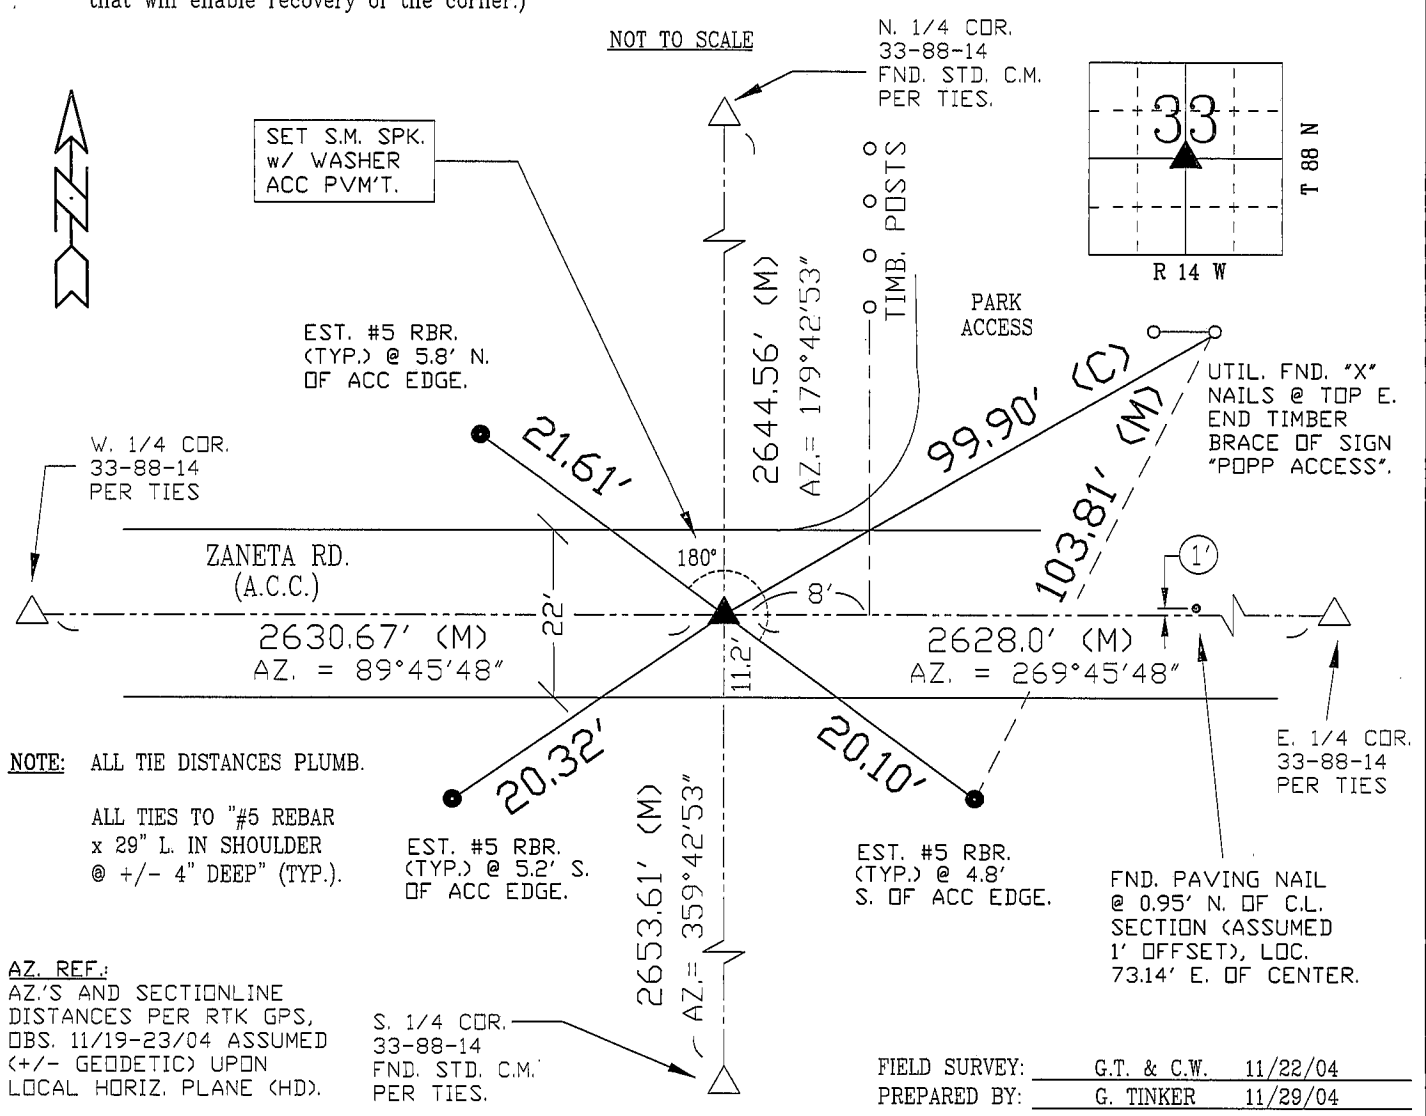 that will enable recovery of the corner.)
NOT TO SCALE
N. 1/4 COR.
33-88-14
FND. STD. C.M.
PER TIES.
33
T 88 N
R 14 W
SET S.M. SPK.
w/ WASHER
ACC PVM'T.
N
TIMB. POSTS
2644.56' (M)
AZ.= 179°42'53"
PARK
ACCESS
EST. #5 RBR.
(TYP.) @ 5.8' N.
OF ACC EDGE.
UTIL. FND. "X"
NAILS @ TOP E.
END TIMBER
BRACE OF SIGN
"POPP ACCESS".
W. 1/4 COR.
33-88-14
PER TIES
21.61'
99.90' (C)
103.81' (M)
ZANETA RD.
(A.C.C.)
180°
1'
8'
22'
2630.67' (M)
AZ. = 89°45'48"
11.2'
2628.0' (M)
AZ. = 269°45'48"
20.32'
20.10'
E. 1/4 COR.
33-88-14
PER TIES
NOTE: ALL TIE DISTANCES PLUMB.
ALL TIES TO "#5 REBAR
x 29" L. IN SHOULDER
@ +/- 4" DEEP" (TYP.).
EST. #5 RBR.
(TYP.) @ 5.2' S.
OF ACC EDGE.
2653.61' (M)
AZ.= 359°42'53"
EST. #5 RBR.
(TYP.) @ 4.8'
S. OF ACC EDGE.
FND. PAVING NAIL
@ 0.95' N. OF C.L.
SECTION (ASSUMED
1' OFFSET), LOC.
73.14' E. OF CENTER.
AZ. REF.:
AZ.'S AND SECTIONLINE
DISTANCES PER RTK GPS,
OBS. 11/19-23/04 ASSUMED
(+/- GEODETIC) UPON
LOCAL HORIZ. PLANE (HD).
S. 1/4 COR.
33-88-14
FND. STD. C.M.
PER TIES.
FIELD SURVEY: G.T. & C.W. 11/22/04
PREPARED BY: G. TINKER 11/29/04